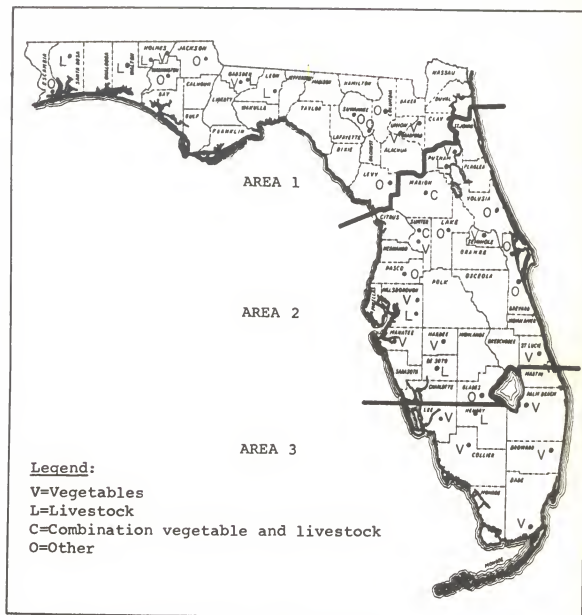 HOLMES
JACKSON
ESCAMBIA
SANTA ROSA
OKALOOSA
WALTON
WASHINGTON
BAY
CALHOUN
GULF
LIBERTY
GADSDEN
LEON
WAKULLA
FRANKLIN
JEFFERSON
MADISON
TAYLOR
HAMILTON
SUWANNEE
LAFAYETTE
DIXIE
COLUMBIA
BAKER
UNION
BRADFORD
NASSAU
DUVAL
CLAY
ST JOHNS
ALACHUA
GILCHRIST
LEVY
PUTNAM
FLAGLER
MARION
VOLUSIA
AREA 1
CITRUS
SUMTER
LAKE
SEMINOLE
ORANGE
HERNANDO
PASCO
OSCEOLA
POLK
BREVARD
HILLSBOROUGH
PINELLAS
INDIAN RIVER
AREA 2
MANATEE
HARDEE
HIGHLANDS
OKEECHOBEE
ST LUCIE
SARASOTA
DE SOTO
MARTIN
CHARLOTTE
GLADES
PALM BEACH
LEE
HENDRY
AREA 3
COLLIER
BROWARD
DADE
MONROE
MONROE
Legend:
V=Vegetables
L=Livestock
C=Combination vegetable and livestock
O=Other